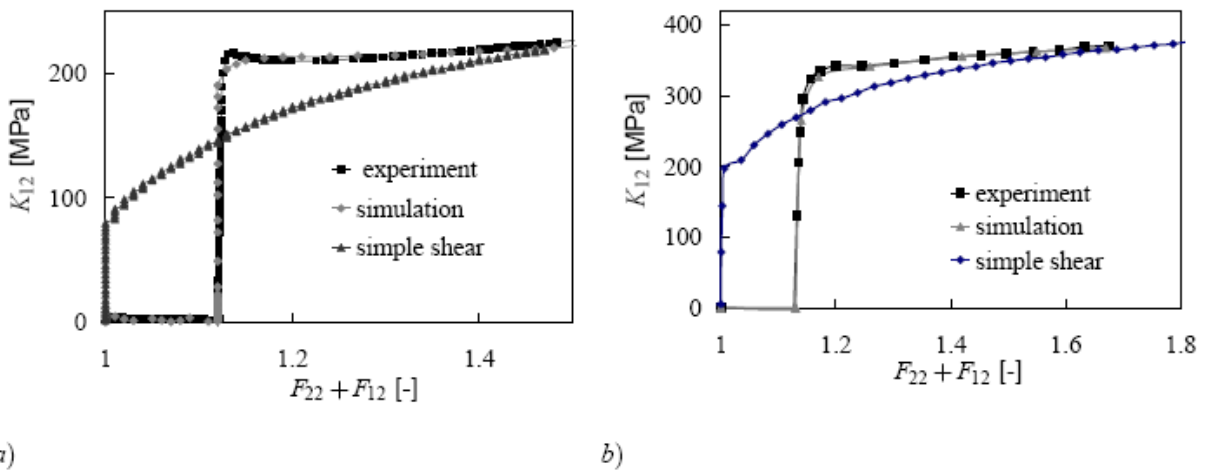 200
100
0
K12 [MPa]
experiment
simulation
simple shear
1
1.2
1.4
F22 + F12 [-]
a)
400
300
200
100
0
K12 [MPa]
experiment
simulation
simple shear
1
1.2
1.4
1.6
1.8
F22 + F12 [-]
b)